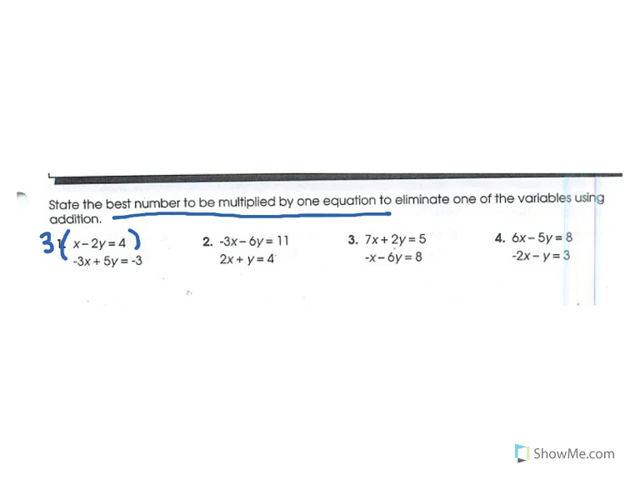 State the best number to be multiplied by one equation to eliminate one of the variables using
addition.
3( 1. x – 2y = 4 ) 2. -3x – 6y = 11 3. 7x + 2y = 5 4. 6x – 5y = 8
-3x + 5y = -3 2x + y = 4 -x – 6y = 8 -2x – y = 3
ShowMe.com